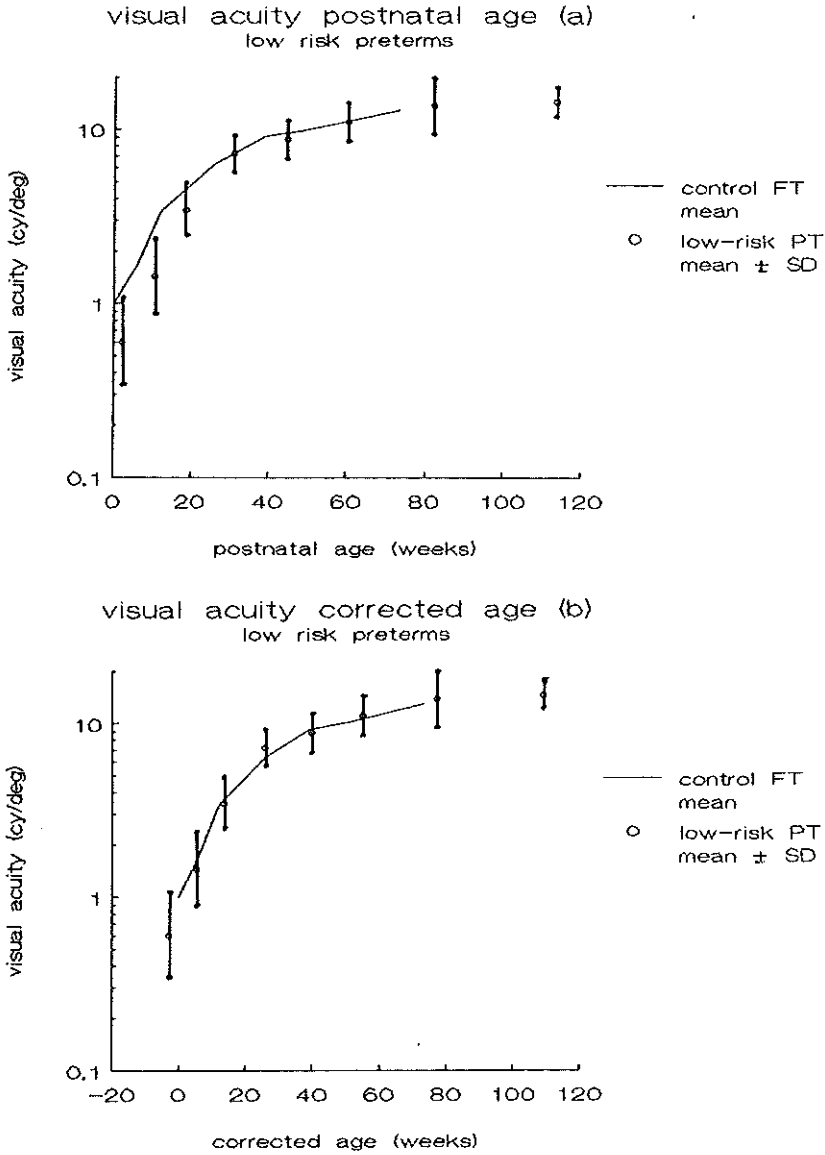 visual acuity postnatal age (a)
low risk preterms
10
1
0.1
visual acuity (cy/deg)
0 20 40 60 80 100 120
postnatal age (weeks)
control FT
mean
low-risk PT
mean ± SD
visual acuity corrected age (b)
low risk preterms
10
1
0.1
visual acuity (cy/deg)
-20 0 20 40 60 80 100 120
corrected age (weeks)
control FT
mean
low-risk PT
mean ± SD